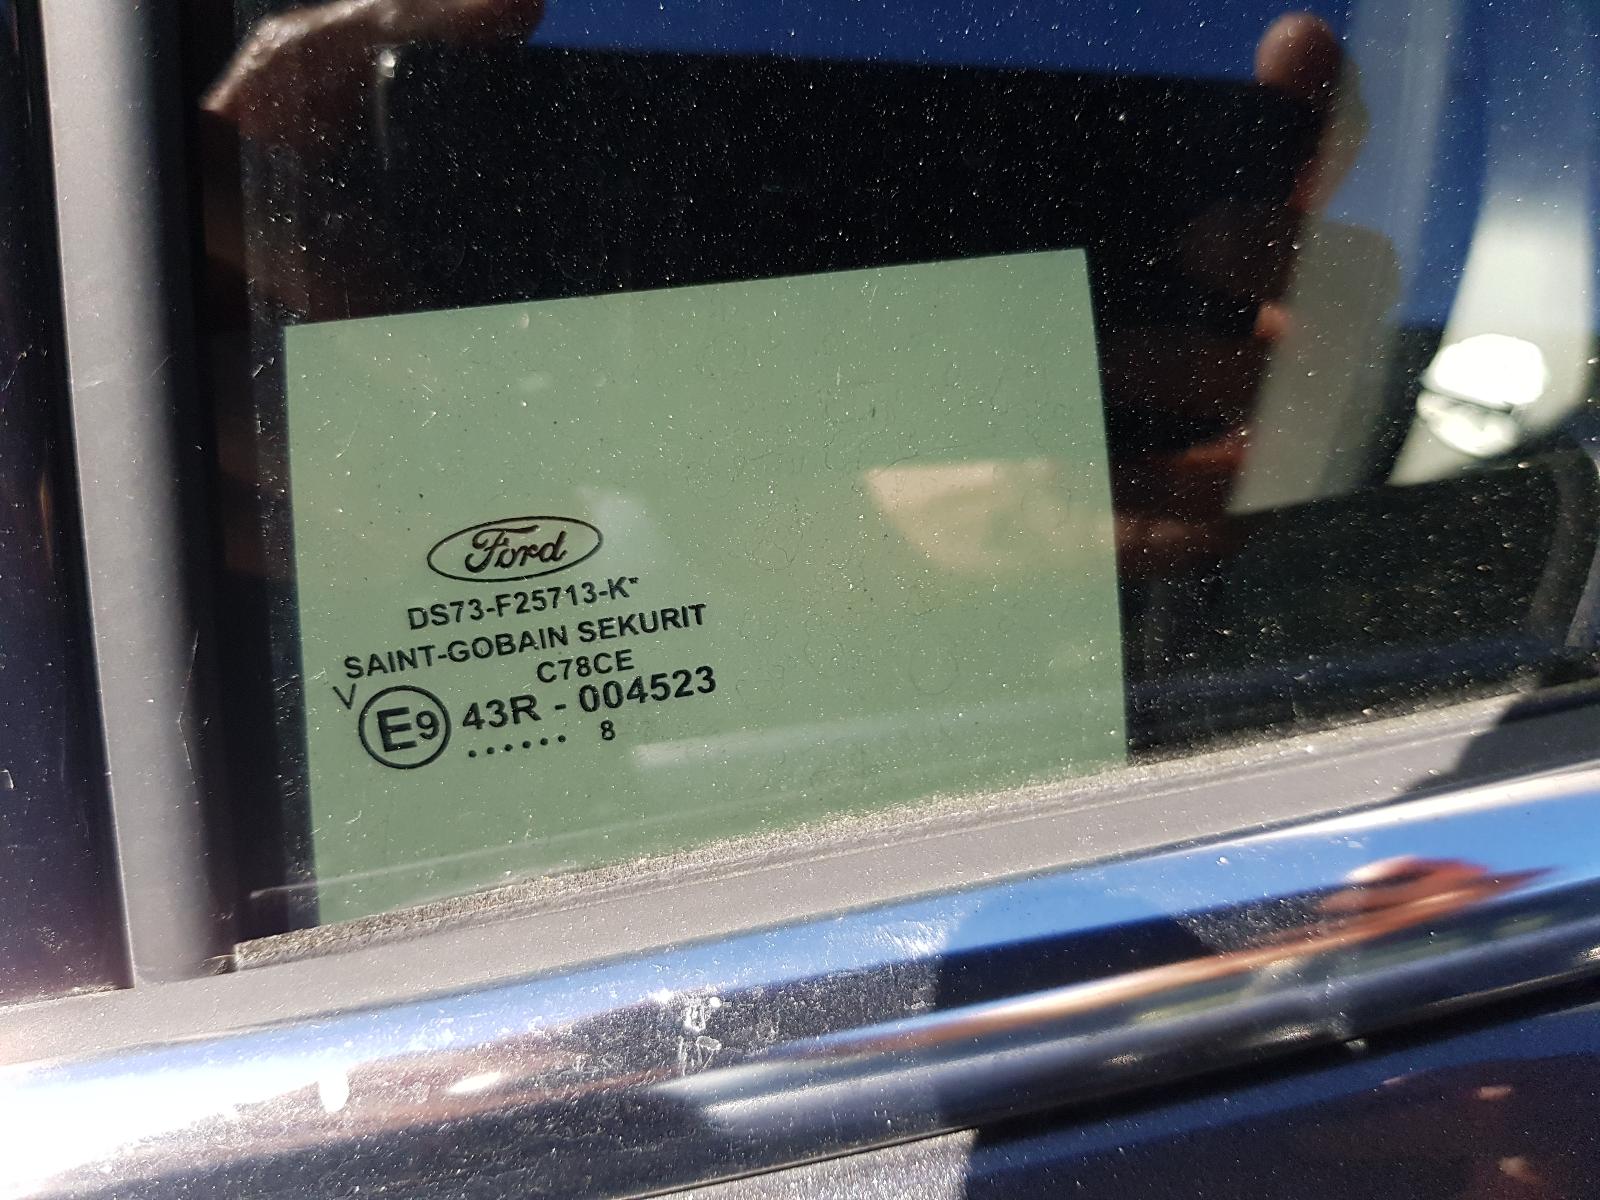 Ford
DS73-F25713-K"
SAINT-GOBAIN SEKURIT
C78CE
V E9 43R - 004523
...... 8